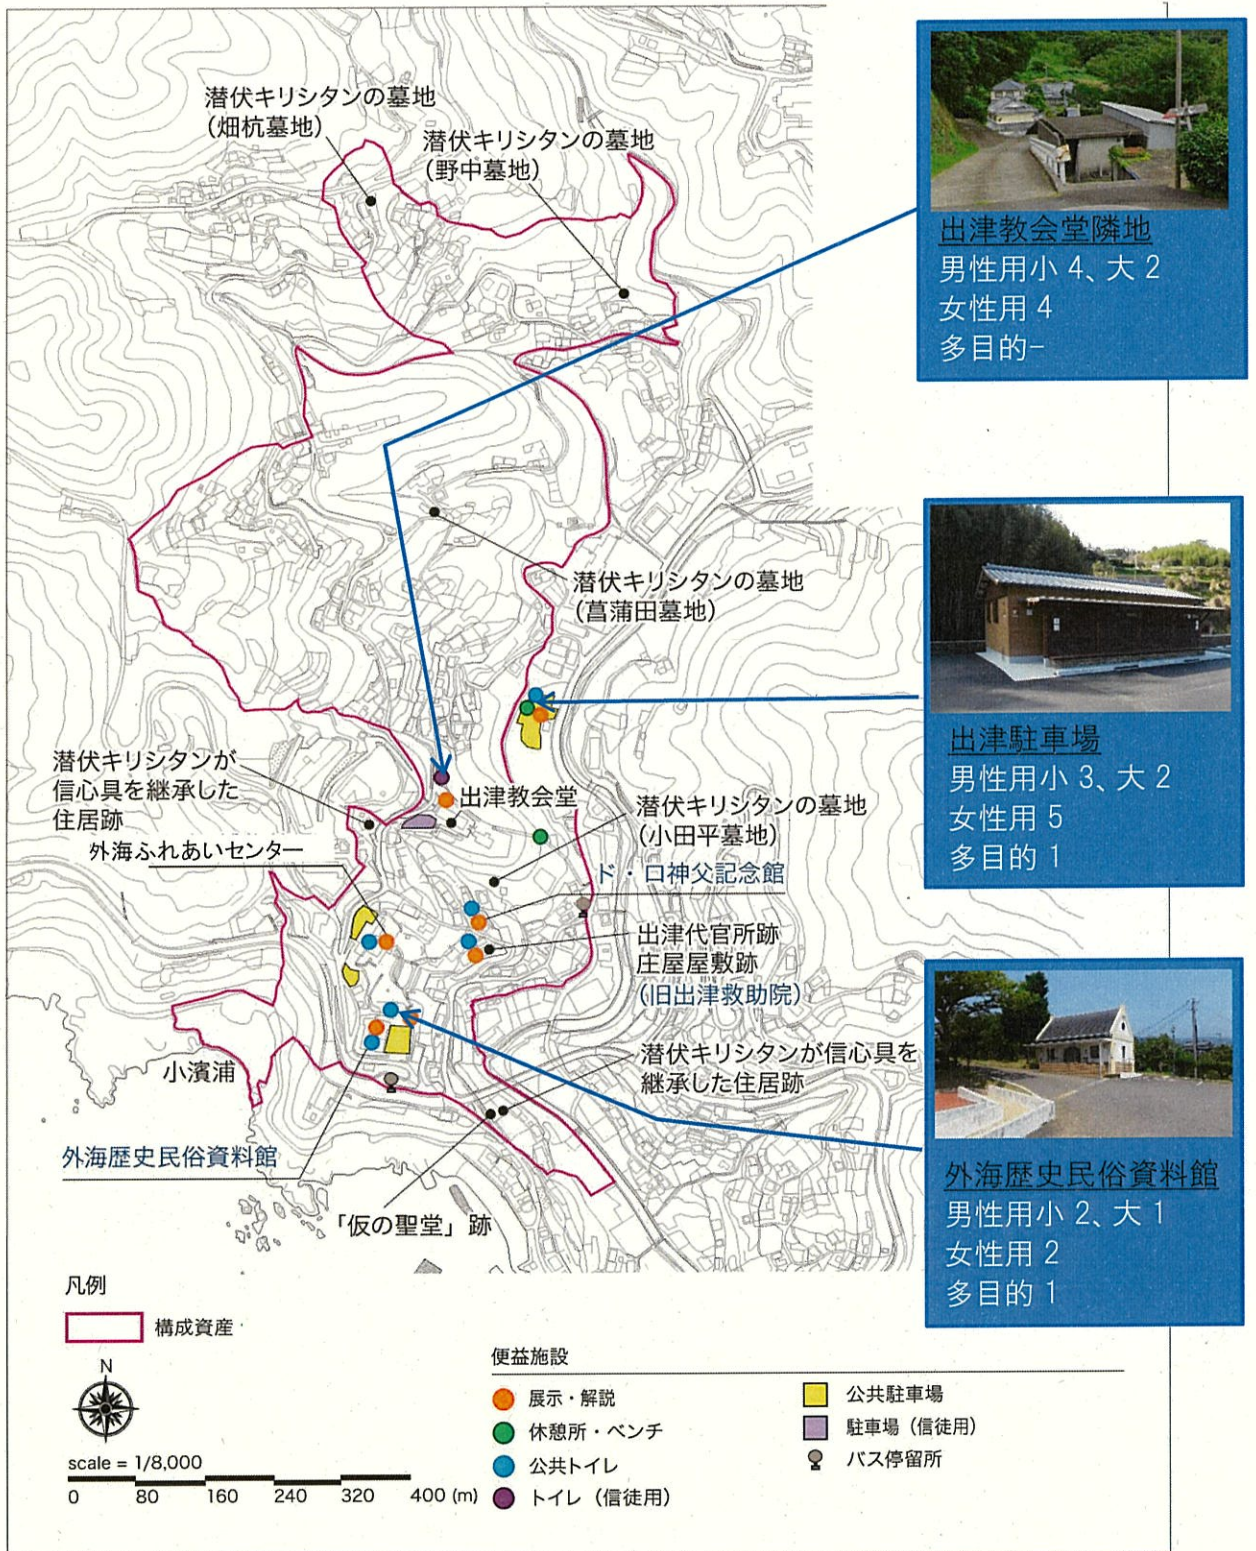 潜伏キリシタンの墓地
(畑杭墓地)
潜伏キリシタンの墓地
(野中墓地)
出津教会堂隣地
男性用小 4、大 2
女性用 4
多目的−
潜伏キリシタンの墓地
(菖蒲田墓地)
出津駐車場
男性用小 3、大 2
女性用 5
多目的 1
潜伏キリシタンが
信心具を継承した
住居跡
出津教会堂
潜伏キリシタンの墓地
(小田平墓地)
外海ふれあいセンター
ド・ロ神父記念館
出津代官所跡
庄屋屋敷跡
(旧出津救助院)
潜伏キリシタンが信心具を
継承した住居跡
小濱浦
外海歴史民俗資料館
「仮の聖堂」跡
外海歴史民俗資料館
男性用小 2、大 1
女性用 2
多目的 1
凡例
構成資産
N
scale = 1/8,000
0 80 160 240 320 400 (m)
便益施設
展示・解説
休憩所・ベンチ
公共トイレ
トイレ（信徒用）
公共駐車場
駐車場（信徒用）
バス停留所